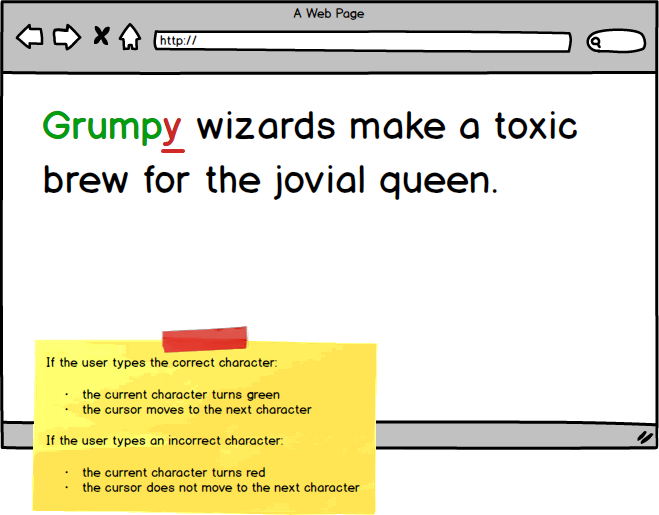 A Web Page
http://
Grumpy wizards make a toxic
brew for the jovial queen.
If the user types the correct character:
· the current character turns green
· the cursor moves to the next character
If the user types an incorrect character:
· the current character turns red
· the cursor does not move to the next character